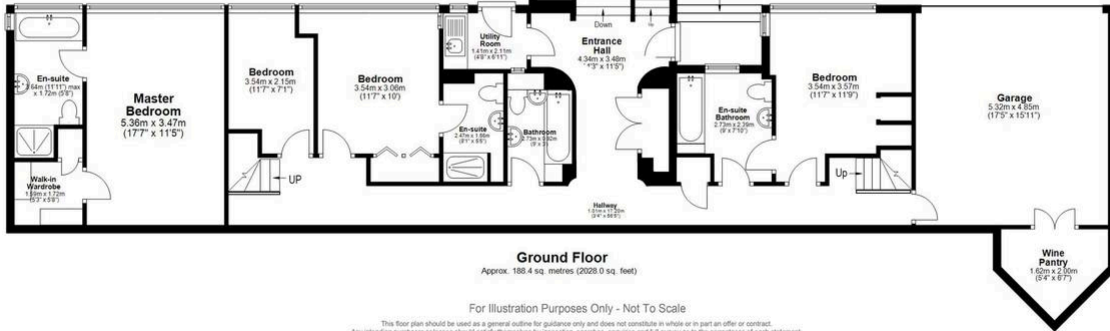 Down
Up
Utility
Room
1.41m x 2.11m
(4'8" x 6'11")
Entrance
Hall
4.34m x 3.48m
En-suite
x 1.72m (5'8")
Master
Bedroom
5.36m x 3.47m
(17'7" x 11'5")
Bedroom
3.54m x 2.15m
(11'7" x 7'1")
Bedroom
3.54m x 3.06m
(11'7" x 10')
En-suite
Bathroom
En-suite
Bathroom
2.73m x 2.39m
(9' x 7'10")
Bedroom
3.54m x 3.57m
(11'7" x 11'9")
Garage
5.32m x 4.85m
(17'5" x 15'11")
Walk-in
Wardrobe
(5'3" x 5'8")
UP
Up
Hallway
Wine
Pantry
1.62m x 2.00m
(5'4" x 6'7")
Ground Floor
Approx. 188.4 sq. metres (2028.0 sq. feet)
For Illustration Purposes Only - Not To Scale
This floor plan should be used as a general outline for guidance only and does not constitute in whole or in part an offer or contract.